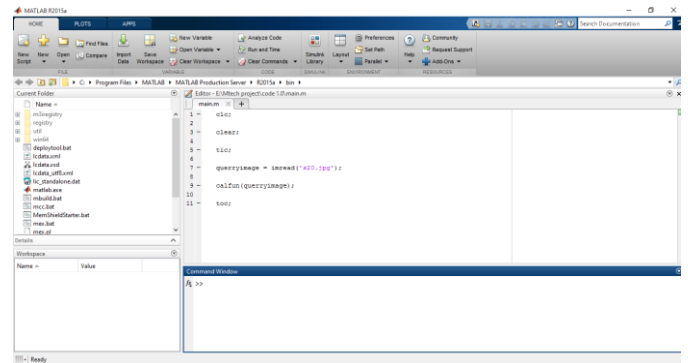 MATLAB R2015a
HOME PLOTS APPS
Search Documentation
New Script
New
Open
Find Files
Compare
Import Data
Save Workspace
New Variable
Open Variable
Clear Workspace
Analyze Code
Run and Time
Clear Commands
Simulink Library
Layout
Preferences
Set Path
Parallel
Help
Community
Request Support
Add-Ons
FILE VARIABLE CODE SIMULINK ENVIRONMENT RESOURCES
C: Program Files MATLAB MATLAB Production Server R2015a bin
Current Folder
Name
m3iregistry
registry
util
win64
deploytool.bat
lcdata.xml
lcdata.xsd
lcdata_utf8.xml
lic_standalone.dat
matlab.exe
mbuild.bat
mcc.bat
MemShieldStarter.bat
mex.bat
mex.pl
Details
Workspace
Name Value
Editor - E:\Mtech project\code 1.0\main.m
main.m +
1 - clc;
2
3 - clear;
4
5 - tic;
6
7 - querryimage = imread('s20.jpg');
8
9 - calfun(querryimage);
10
11 - toc;
Command Window
fx >>
Ready